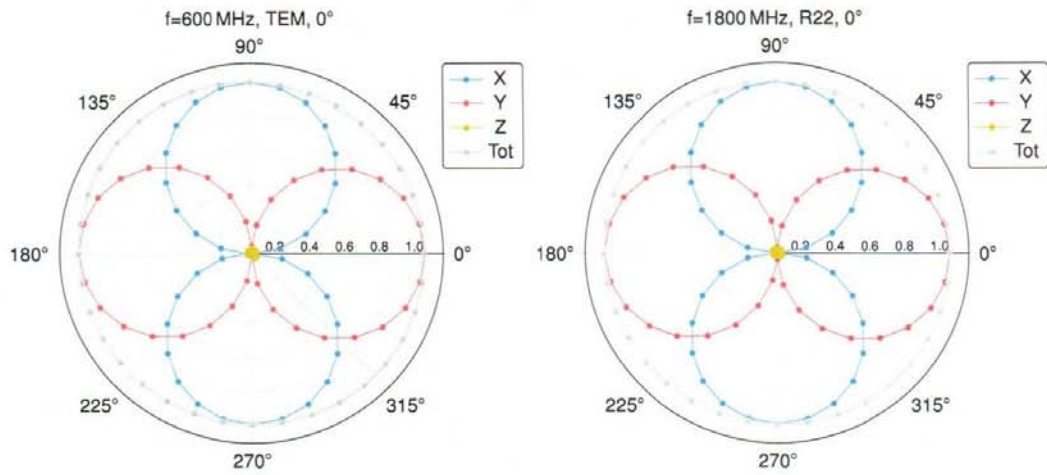 f=600 MHz, TEM, 0°
90°
135°
45°
X
Y
Z
Tot
180°
0.2 0.4 0.6 0.8 1.0
0°
225°
315°
270°
f=1800 MHz, R22, 0°
90°
135°
45°
X
Y
Z
Tot
180°
0.2 0.4 0.6 0.8 1.0
0°
225°
315°
270°